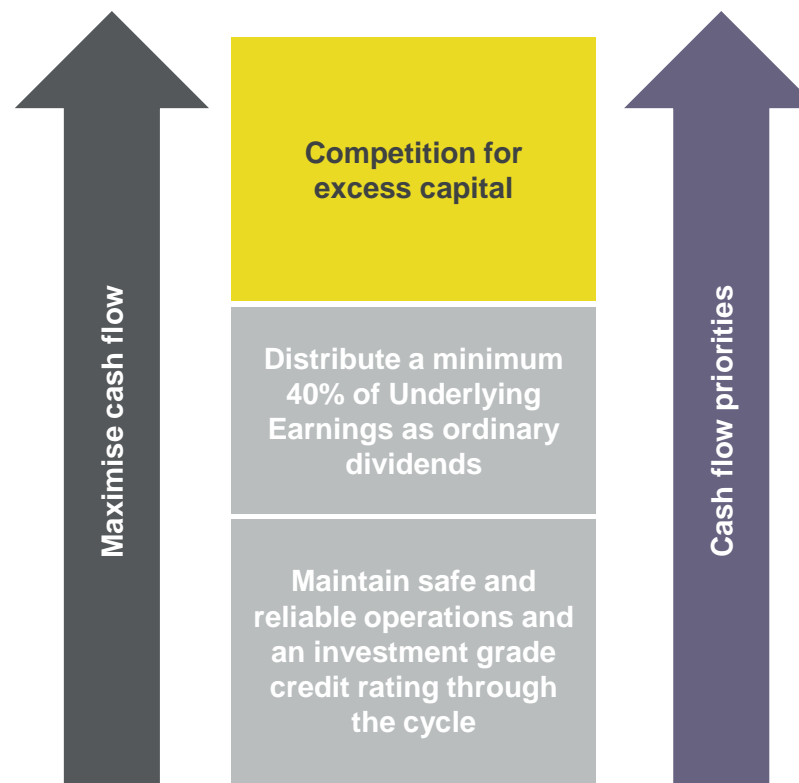 Maximise cash flow
Competition for
excess capital
Distribute a minimum
40% of Underlying
Earnings as ordinary
dividends
Maintain safe and
reliable operations and
an investment grade
credit rating through
the cycle
Cash flow priorities